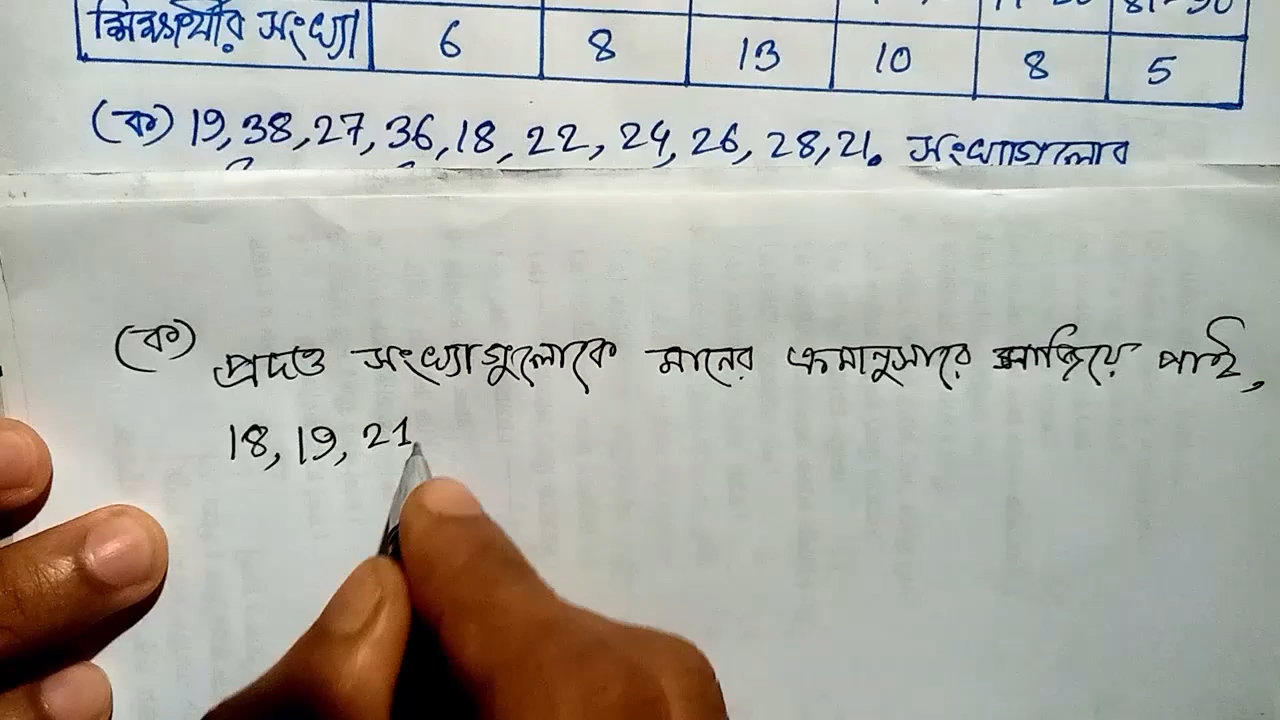 শিক্ষার্থীর সংখ্যা 6 8 13 10 8 5
(ক) 19, 38, 27, 36, 18, 22, 24, 26, 28, 21. সংখ্যাগুলোর
(ক) প্রদত্ত সংখ্যাগুলোকে মানের ক্রমানুসারে সাজিয়ে পাই,
18, 19, 21